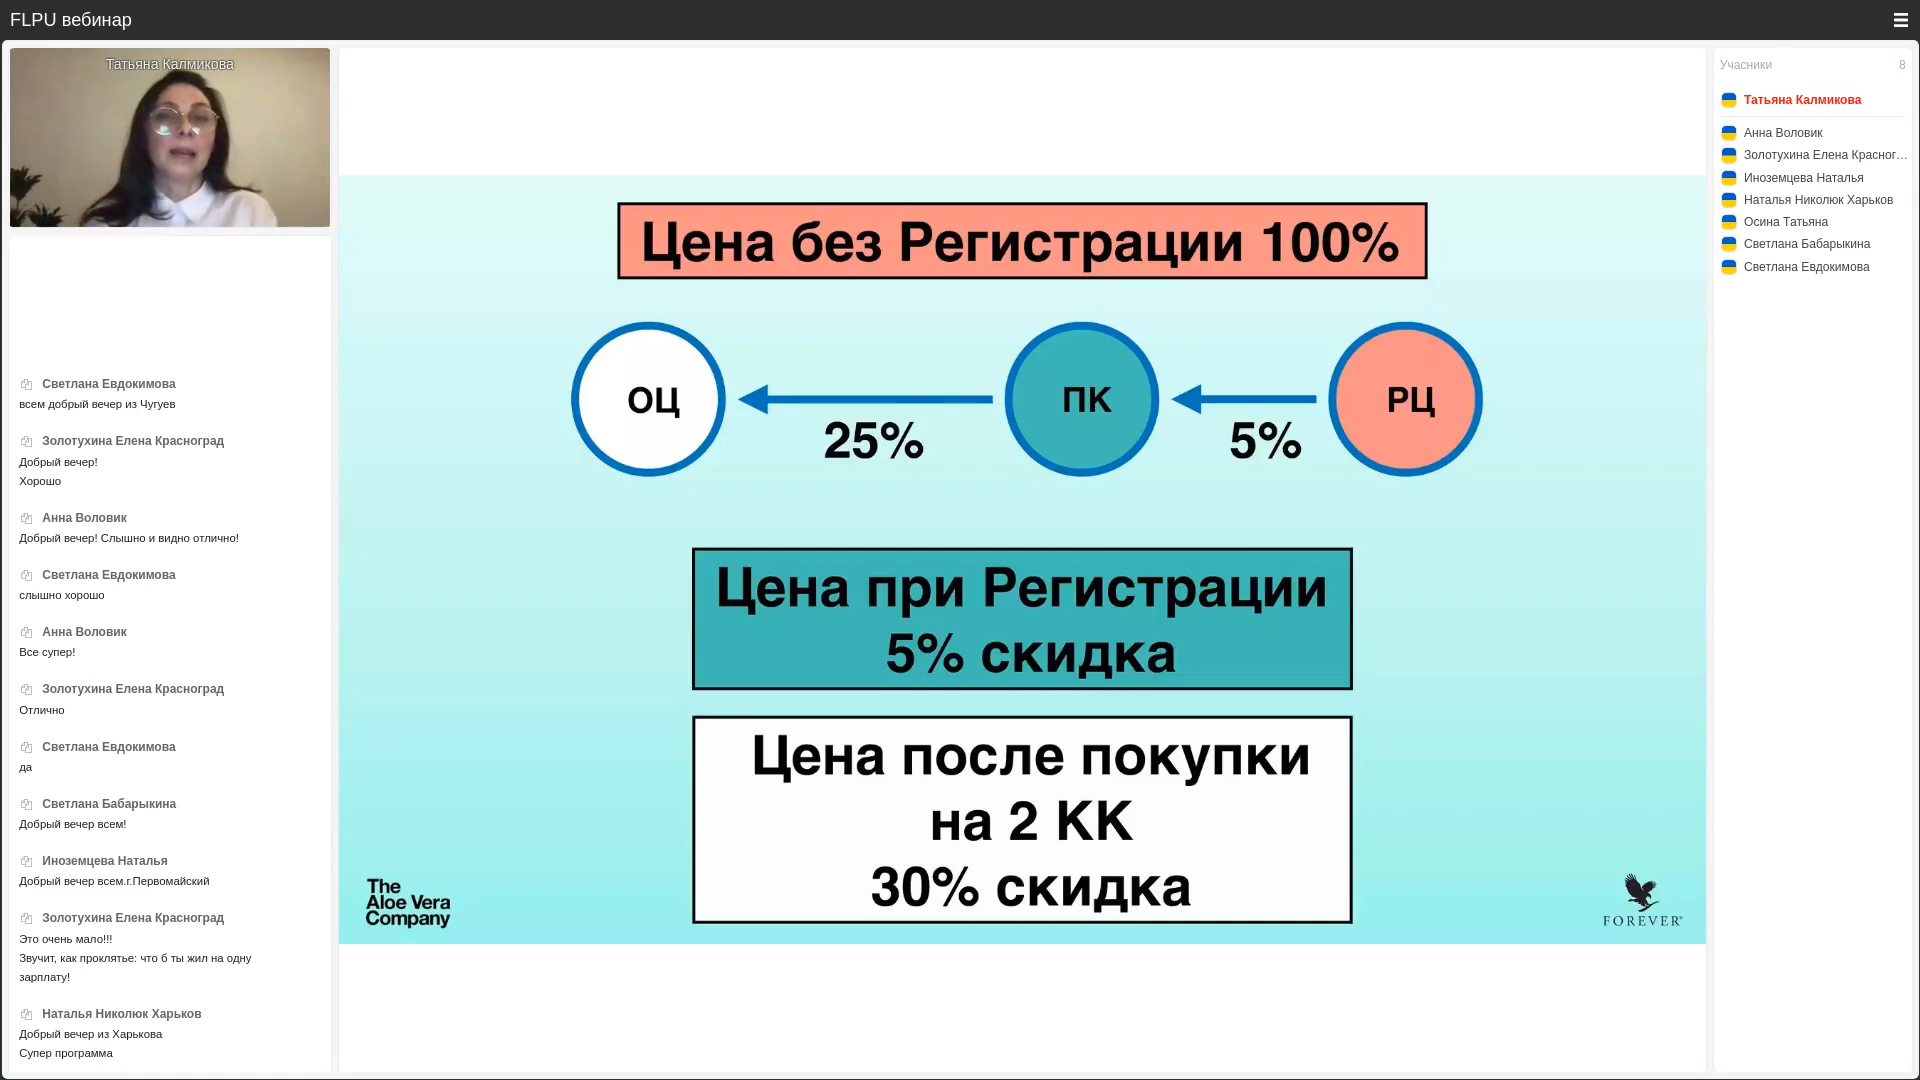 FLPU вебинар
Татьяна Калмикова
Светлана Евдокимова
всем добрый вечер из Чугуев
Золотухина Елена Красноград
Добрый вечер!
Хорошо
Анна Воловик
Добрый вечер! Слышно и видно отлично!
Светлана Евдокимова
слышно хорошо
Анна Воловик
Все супер!
Золотухина Елена Красноград
Отлично
Светлана Евдокимова
да
Светлана Бабарыкина
Добрый вечер всем!
Иноземцева Наталья
Добрый вечер всем.г.Первомайский
Золотухина Елена Красноград
Это очень мало!!!
Звучит, как проклятье: что б ты жил на одну
зарплату!
Наталья Николюк Харьков
Добрый вечер из Харькова
Супер программа
Цена без Регистрации 100%
ОЦ
25%
ПК
5%
РЦ
Цена при Регистрации
5% скидка
Цена после покупки
на 2 КК
30% скидка
The
Aloe Vera
Company
FOREVER®
Учасники 8
Татьяна Калмикова
Анна Воловик
Золотухина Елена Красног...
Иноземцева Наталья
Наталья Николюк Харьков
Осина Татьяна
Светлана Бабарыкина
Светлана Евдокимова